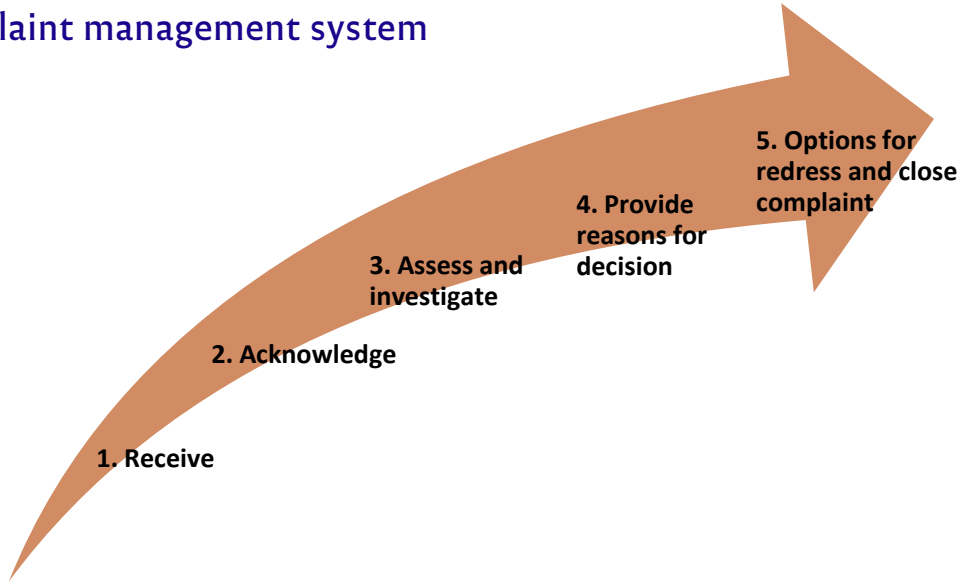 laint management system
1. Receive
2. Acknowledge
3. Assess and
investigate
4. Provide
reasons for
decision
5. Options for
redress and close
complaint